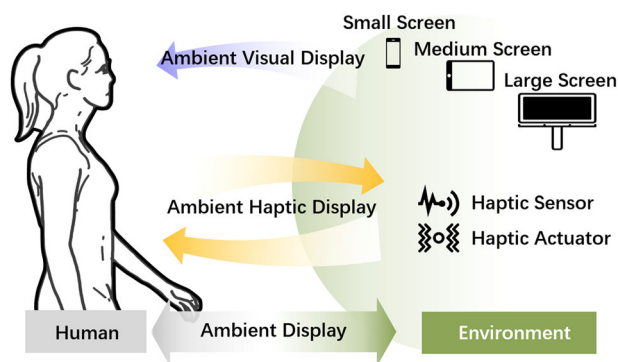 Small Screen
Ambient Visual Display
Medium Screen
Large Screen
Ambient Haptic Display
Haptic Sensor
Haptic Actuator
Human
Ambient Display
Environment